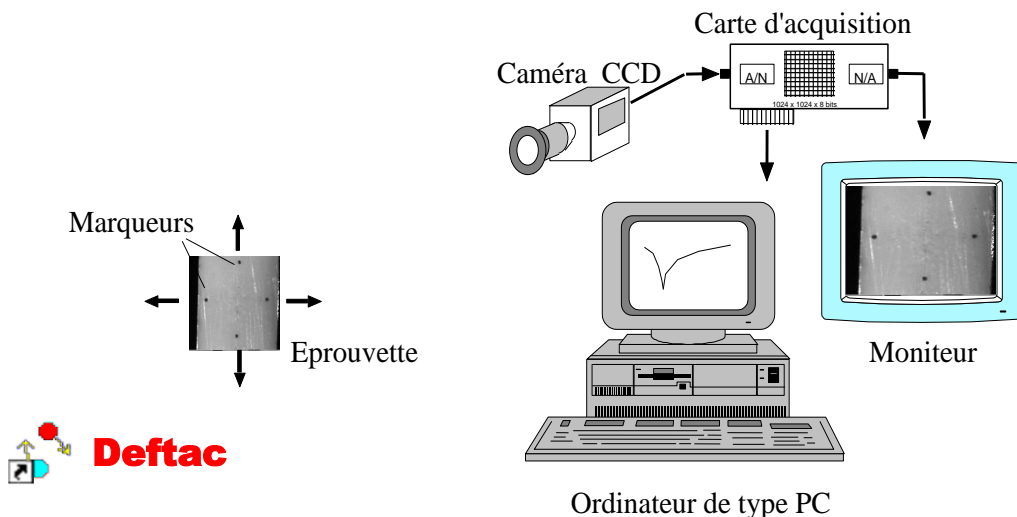 Carte d'acquisition
Caméra CCD
A/N
N/A
1024 x 1024 x 8 bits
Marqueurs
Eprouvette
Moniteur
Deftac
Ordinateur de type PC